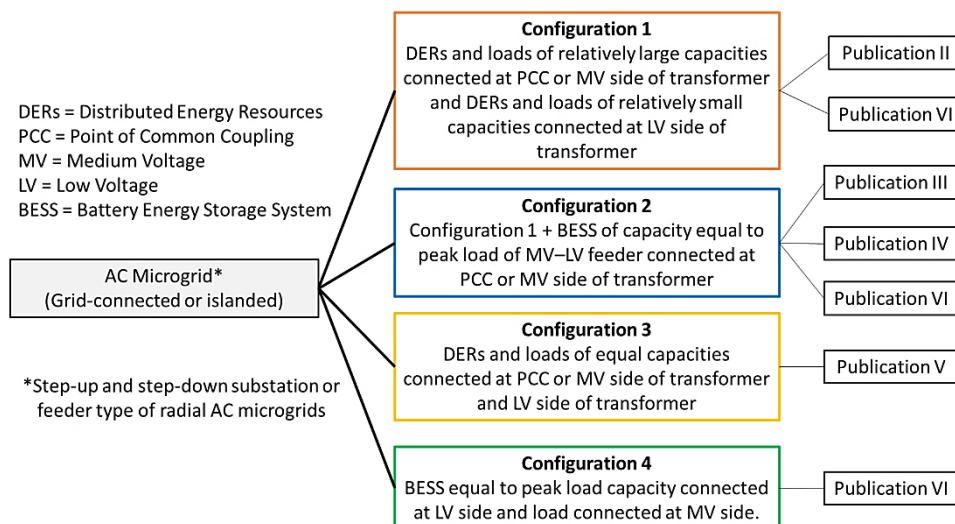 DERs = Distributed Energy Resources
PCC = Point of Common Coupling
MV = Medium Voltage
LV = Low Voltage
BESS = Battery Energy Storage System
AC Microgrid*
(Grid-connected or islanded)
*Step-up and step-down substation or
feeder type of radial AC microgrids
Configuration 1
DERs and loads of relatively large capacities
connected at PCC or MV side of transformer
and DERs and loads of relatively small
capacities connected at LV side of
transformer
Publication II
Publication VI
Configuration 2
Configuration 1 + BESS of capacity equal to
peak load of MV–LV feeder connected at
PCC or MV side of transformer
Publication III
Publication IV
Publication VI
Configuration 3
DERs and loads of equal capacities
connected at PCC or MV side of transformer
and LV side of transformer
Publication V
Configuration 4
BESS equal to peak load capacity connected
at LV side and load connected at MV side.
Publication VI